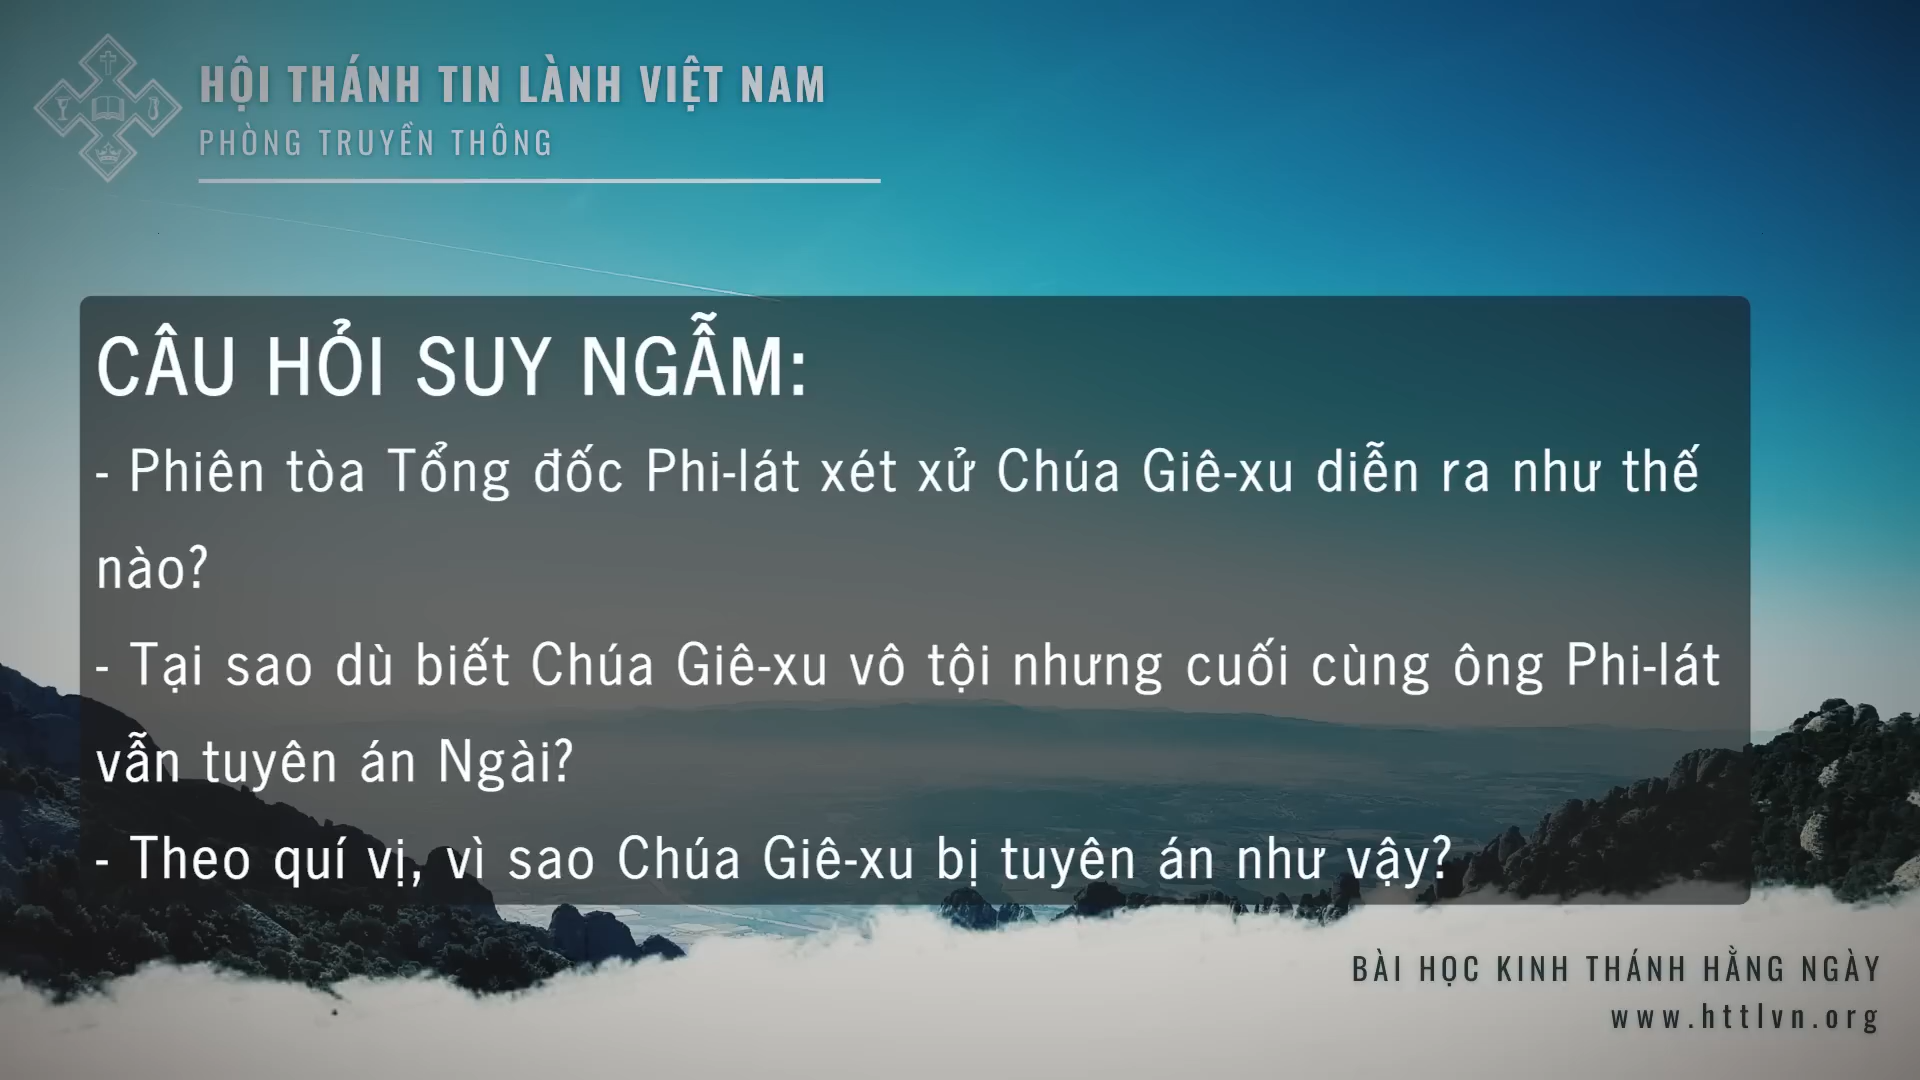 HỘI THÁNH TIN LÀNH VIỆT NAM
PHÒNG TRUYỀN THÔNG
CÂU HỎI SUY NGẪM:
- Phiên tòa Tổng đốc Phi-lát xét xử Chúa Giê-xu diễn ra như thế
nào?
- Tại sao dù biết Chúa Giê-xu vô tội nhưng cuối cùng ông Phi-lát
vẫn tuyên án Ngài?
- Theo quí vị, vì sao Chúa Giê-xu bị tuyên án như vậy?
BÀI HỌC KINH THÁNH HẰNG NGÀY
www.httlvn.org